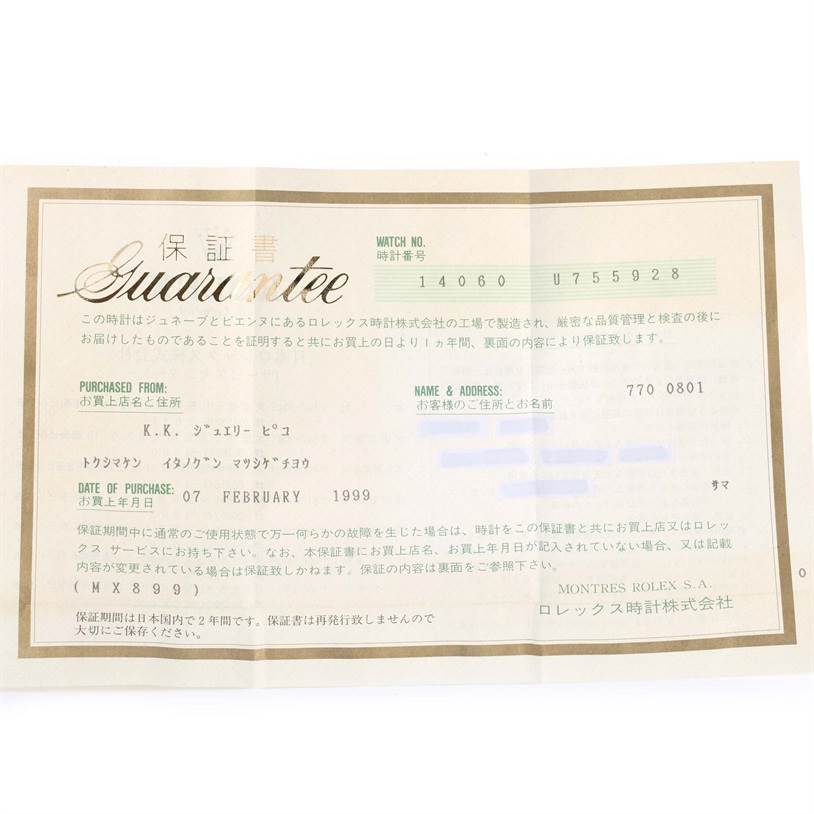 保証書
Guarantee
WATCH NO.
時計番号
14060 U755928
この時計はジュネーブとビエンヌにあるロレックス時計株式会社の工場で製造され、厳密な品質管理と検査の後に
お届けしたものであることを証明すると共にお買上の日より1ヵ年間、裏面の内容により保証致します。
PURCHASED FROM:
お買上店名と住所
K.K. ジュエリー ピコ
トクシマケン イタノグン マツシゲチヨウ
NAME & ADDRESS:
お客様のご住所とお名前
770 0801
サマ
DATE OF PURCHASE:
お買上年月日
07 FEBRUARY 1999
保証期間中に通常のご使用状態で万一何らかの故障を生じた場合は、時計をこの保証書と共にお買上店又はロレッ
クス サービスにお持ち下さい。なお、本保証書にお買上店名、お買上年月日が記入されていない場合、又は記載
内容が変更されている場合は保証致しかねます。保証の内容は裏面をご参照下さい。
(MX899)
MONTRES ROLEX S.A.
ロレックス時計株式会社
保証期間は日本国内で2年間です。保証書は再発行致しませんので
大切にご保存ください。
0